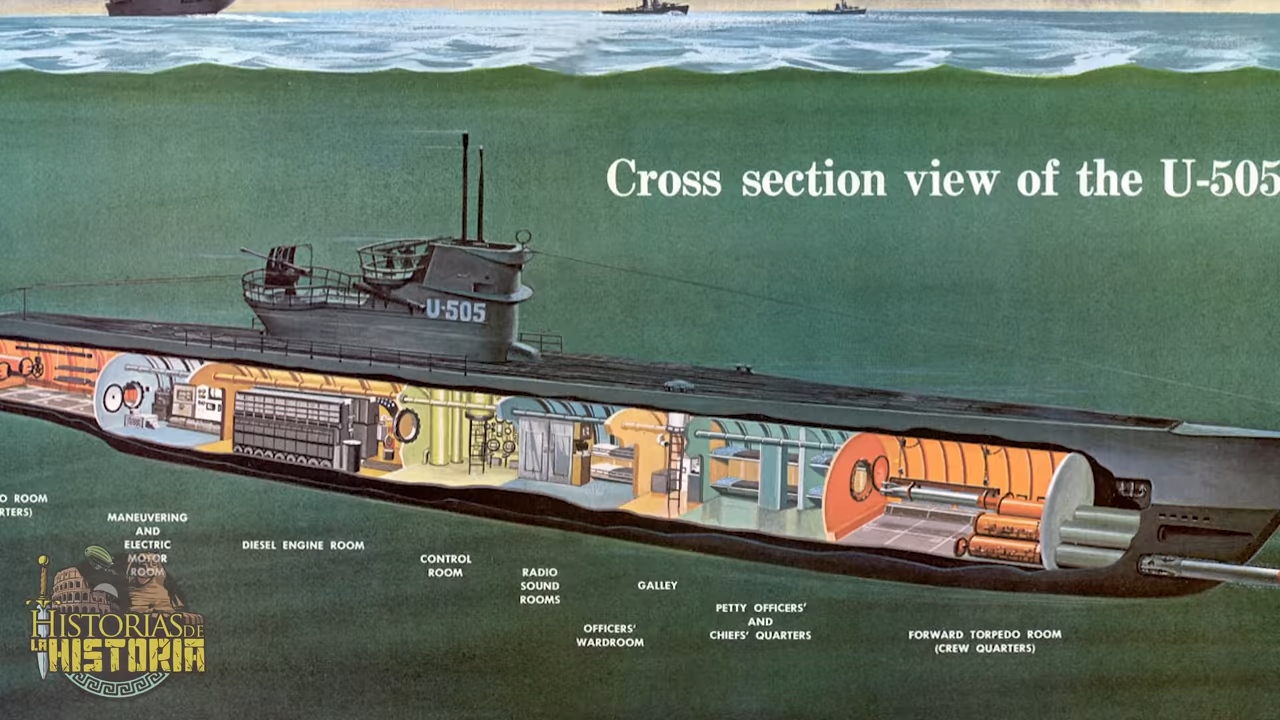 Cross section view of the U-505
U-505
O ROOM
RTERS)
MANEUVERING
AND
ELECTRIC
MOTOR
ROOM
DIESEL ENGINE ROOM
CONTROL
ROOM
RADIO
SOUND
ROOMS
OFFICERS'
WARDROOM
GALLEY
PETTY OFFICERS'
AND
CHIEFS' QUARTERS
FORWARD TORPEDO ROOM
(CREW QUARTERS)
HISTORIAS DE
LA HISTORIA